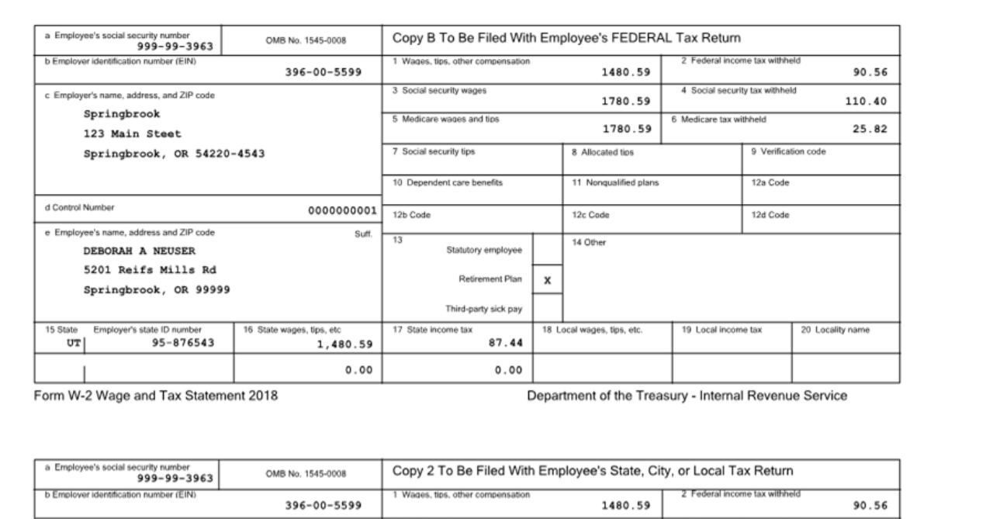 a Employee's social security number
999-99-3963
OMB No. 1545-0008
Copy B To Be Filed With Employee's FEDERAL Tax Return
b Employer identification number (EIN)
396-00-5599
1 Wages, tips, other compensation
1480.59
2 Federal income tax withheld
90.56
c Employer's name, address, and ZIP code
Springbrook
123 Main Steet
Springbrook, OR 54220-4543
3 Social security wages
1780.59
4 Social security tax withheld
110.40
5 Medicare wages and tips
1780.59
6 Medicare tax withheld
25.82
7 Social security tips
8 Allocated tips
9 Verification code
10 Dependent care benefits
11 Nonqualified plans
12a Code
d Control Number
0000000001
12b Code
12c Code
12d Code
e Employee's name, address and ZIP code
Suff.
DEBORAH A NEUSER
5201 Reifs Mills Rd
Springbrook, OR 99999
13
Statutory employee
Retirement Plan
X
Third-party sick pay
14 Other
15 State
UT
Employer's state ID number
95-876543
16 State wages, tips, etc
1,480.59
17 State income tax
87.44
18 Local wages, tips, etc.
19 Local income tax
20 Locality name
0.00
0.00
Form W-2 Wage and Tax Statement 2018
Department of the Treasury - Internal Revenue Service
a Employee's social security number
999-99-3963
OMB No. 1545-0008
Copy 2 To Be Filed With Employee's State, City, or Local Tax Return
b Employer identification number (EIN)
396-00-5599
1 Wages, tips, other compensation
1480.59
2 Federal income tax withheld
90.56